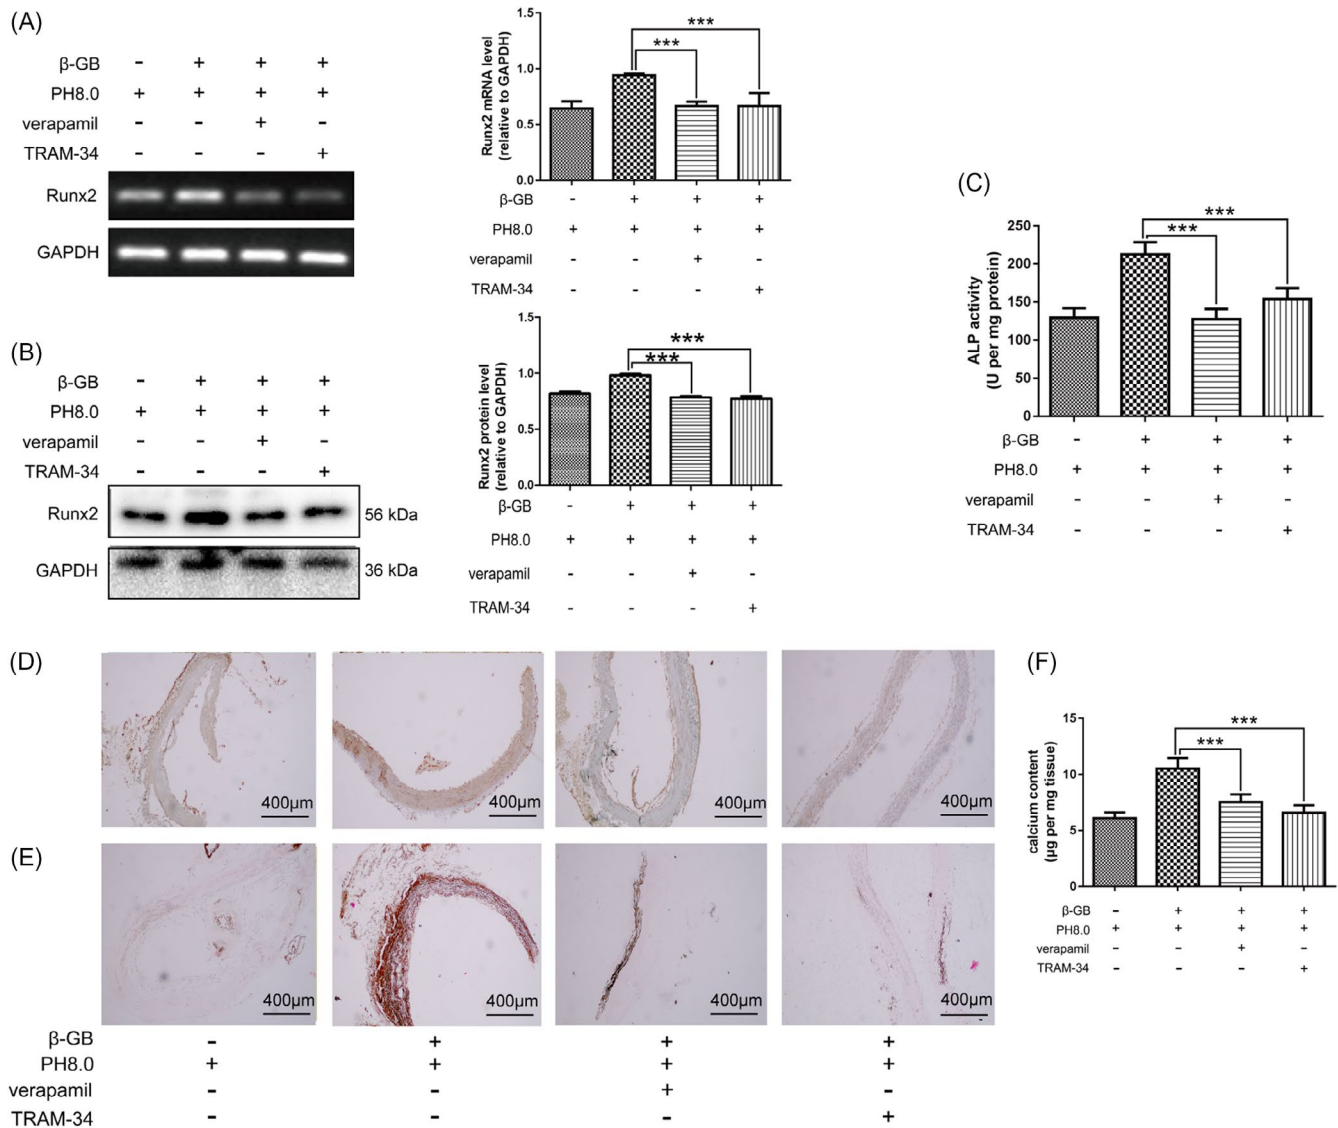 (A)
β-GB - + + +
PH8.0 + + + +
verapamil - - + -
TRAM-34 - - - +
Runx2
GAPDH
Runx2 mRNA level
(relative to GAPDH)
1.5
1.0
0.5
0.0
*** 
***
β-GB - + + +
PH8.0 + + + +
verapamil - - + -
TRAM-34 - - - +
(B)
β-GB - + + +
PH8.0 + + + +
verapamil - - + -
TRAM-34 - - - +
Runx2 56 kDa
GAPDH 36 kDa
Runx2 protein level
(relative to GAPDH)
1.5
1.0
0.5
0.0
***
***
β-GB - + + +
PH8.0 + + + +
verapamil - - + -
TRAM-34 - - - +
(C)
ALP activity
(U per mg protein)
250
200
150
100
50
0
***
***
β-GB - + + +
PH8.0 + + + +
verapamil - - + -
TRAM-34 - - - +
(D)
400μm 400μm 400μm 400μm
(E)
400μm 400μm 400μm 400μm
β-GB - + + +
PH8.0 + + + +
verapamil - - + -
TRAM-34 - - - +
(F)
calcium content
(μg per mg tissue)
15
10
5
0
***
***
β-GB - + + +
PH8.0 + + + +
verapamil - - + -
TRAM-34 - - - +